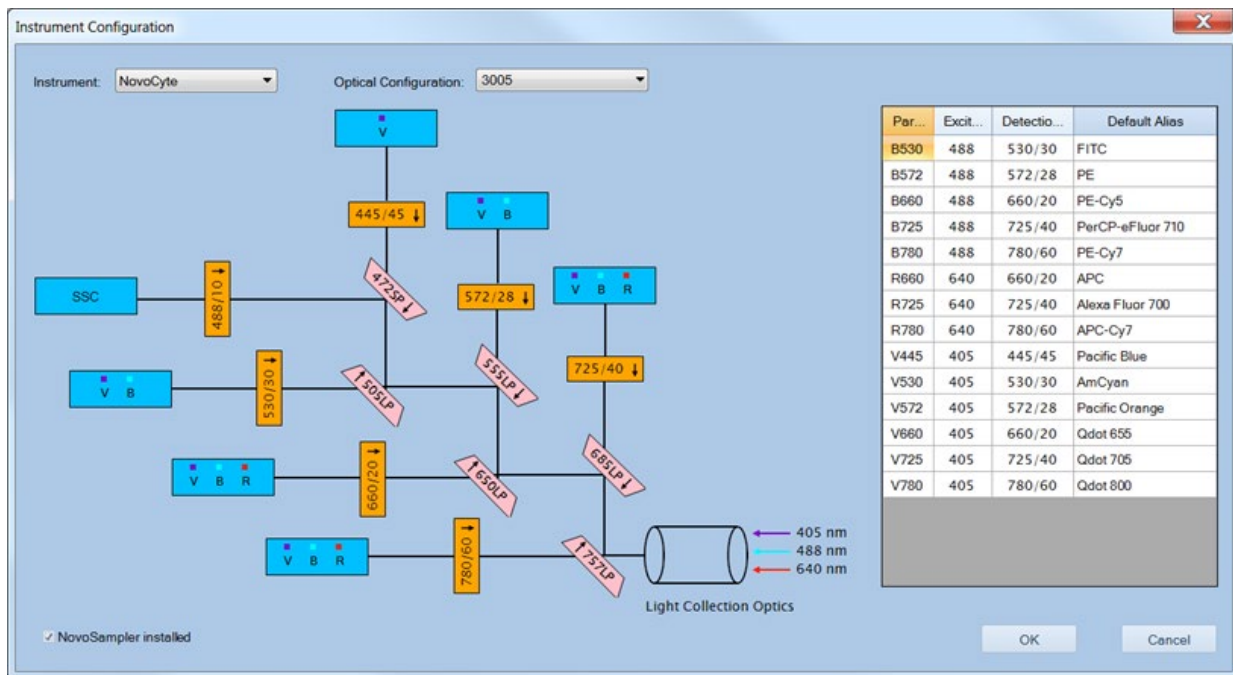 Instrument Configuration
Instrument: NovoCyte
Optical Configuration: 3005
V
445/45
V B
472SP
572/28
V B R
SSC
488/10
555LP
725/40
V B
530/30
505LP
685LP
V B R
660/20
650LP
V B R
780/60
757LP
405 nm
488 nm
640 nm
Light Collection Optics
Par... Excit... Detectio... Default Alias
B530 488 530/30 FITC
B572 488 572/28 PE
B660 488 660/20 PE-Cy5
B725 488 725/40 PerCP-eFluor 710
B780 488 780/60 PE-Cy7
R660 640 660/20 APC
R725 640 725/40 Alexa Fluor 700
R780 640 780/60 APC-Cy7
V445 405 445/45 Pacific Blue
V530 405 530/30 AmCyan
V572 405 572/28 Pacific Orange
V660 405 660/20 Qdot 655
V725 405 725/40 Qdot 705
V780 405 780/60 Qdot 800
NovoSampler installed
OK
Cancel